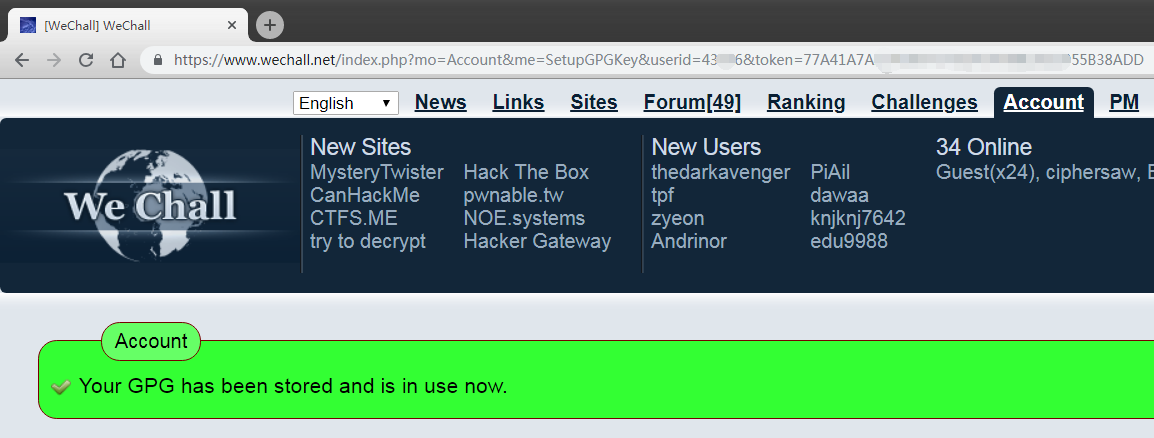 [WeChall] WeChall
https://www.wechall.net/index.php?mo=Account&me=SetupGPGKey&userid=43 6&token=77A41A7A 55B38ADD
English News Links Sites Forum[49] Ranking Challenges Account PM
New Sites New Users 34 Online
MysteryTwister Hack The Box thedarkavenger PiAil Guest(x24), ciphersaw, E
CanHackMe pwnable.tw tpf dawaa
CTFS.ME NOE.systems zyeon knjknj7642
try to decrypt Hacker Gateway Andrinor edu9988
We Chall
Account
Your GPG has been stored and is in use now.